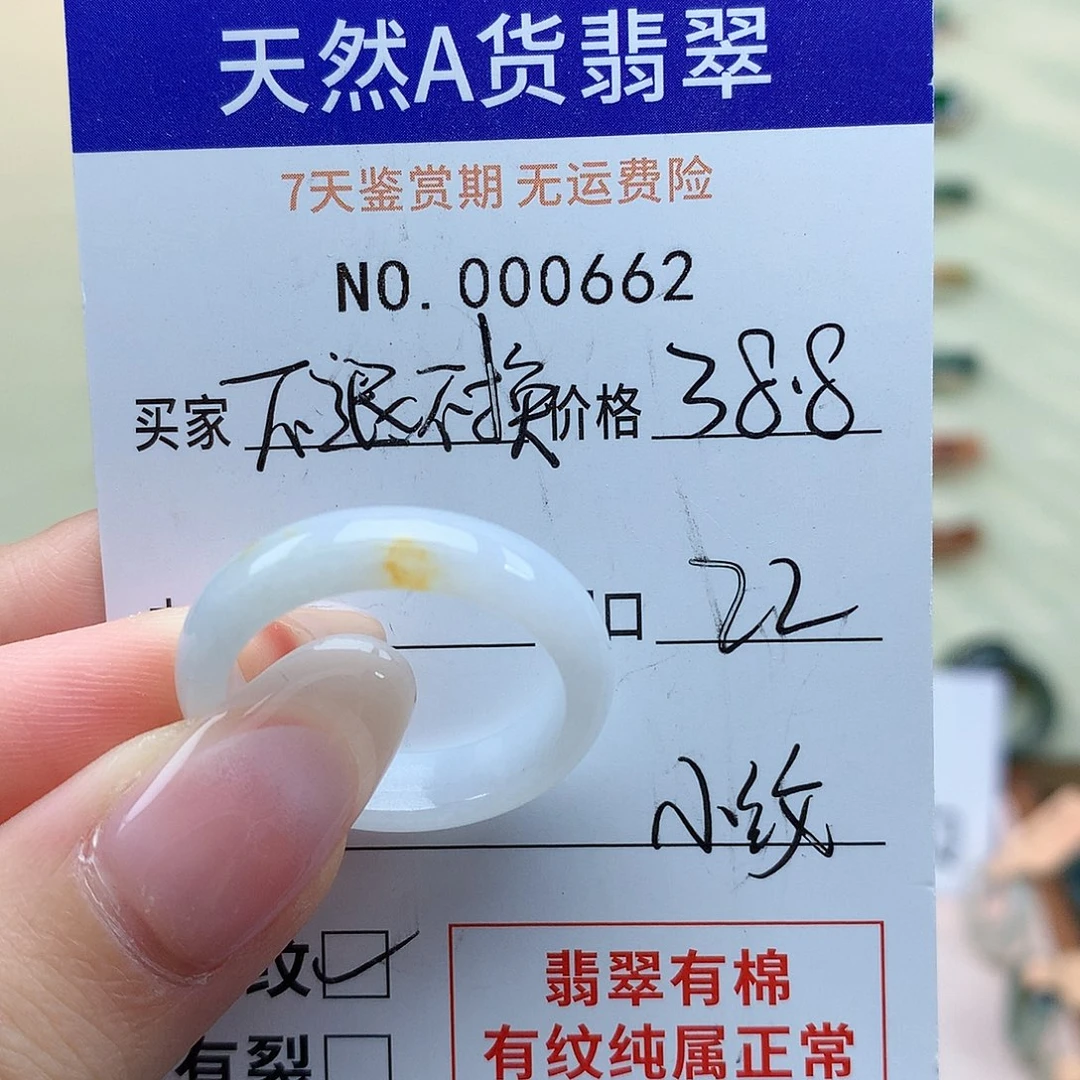 天然A货翡翠
7天鉴赏期 无运费险
NO. 000662
买家 不退不换 价格 38.8
口 22
小纹
纹
翡翠有棉
有纹纯属正常
有裂